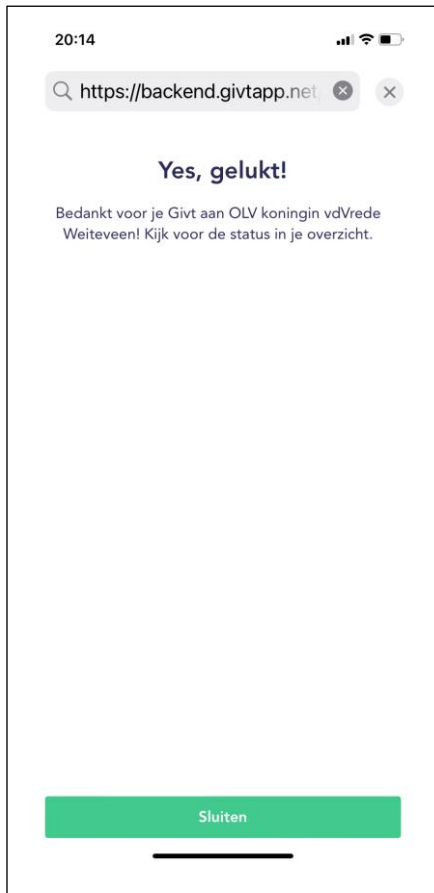 20:14
https://backend.givtapp.net
Yes, gelukt!
Bedankt voor je Givt aan OLV koningin vdVrede
Weiteveen! Kijk voor de status in je overzicht.
Sluiten